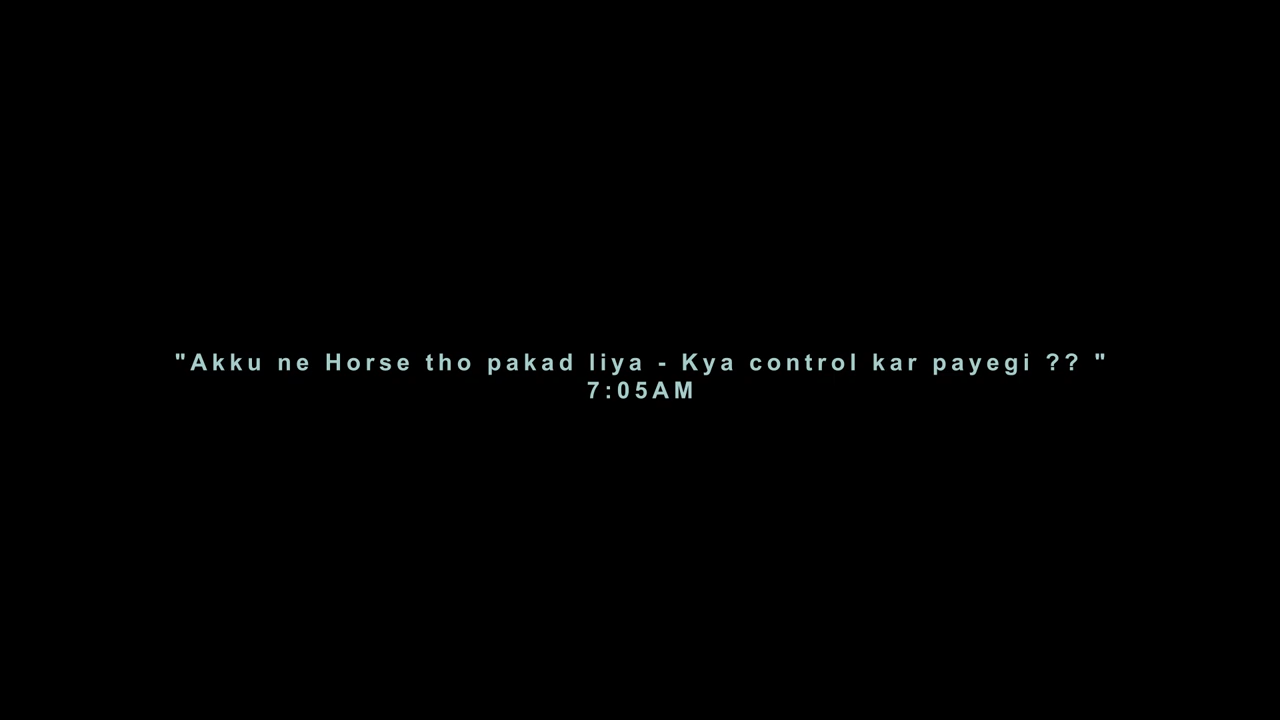 "Akku ne Horse tho pakad liya - Kya control kar payegi ?? "
7:05AM